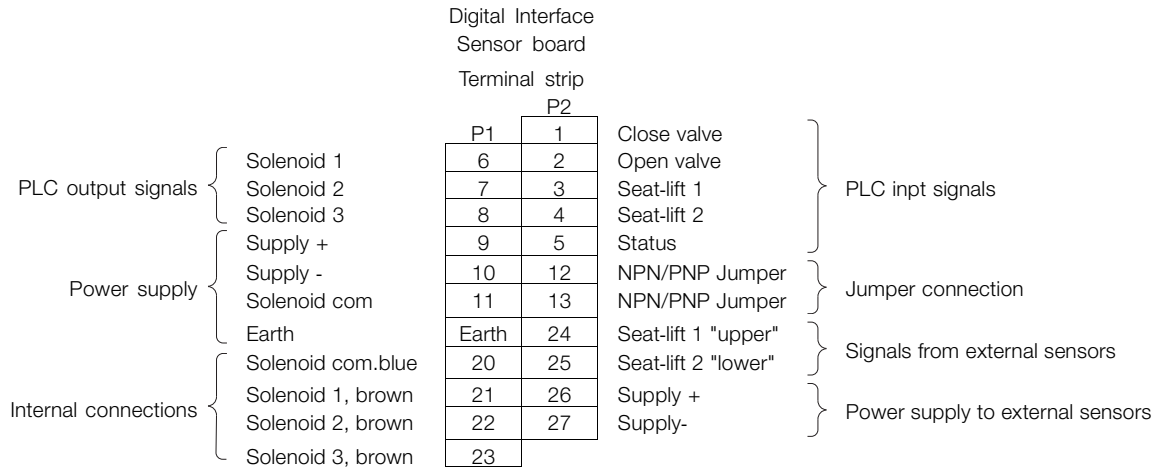 Digital Interface
Sensor board
Terminal strip
P2
P1 1 Close valve
Solenoid 1 6 2 Open valve
PLC output signals Solenoid 2 7 3 Seat-lift 1 PLC inpt signals
Solenoid 3 8 4 Seat-lift 2
Supply + 9 5 Status
Supply - 10 12 NPN/PNP Jumper
Power supply Solenoid com 11 13 NPN/PNP Jumper Jumper connection
Earth Earth 24 Seat-lift 1 "upper"
Solenoid com.blue 20 25 Seat-lift 2 "lower" Signals from external sensors
Solenoid 1, brown 21 26 Supply +
Internal connections Solenoid 2, brown 22 27 Supply- Power supply to external sensors
Solenoid 3, brown 23